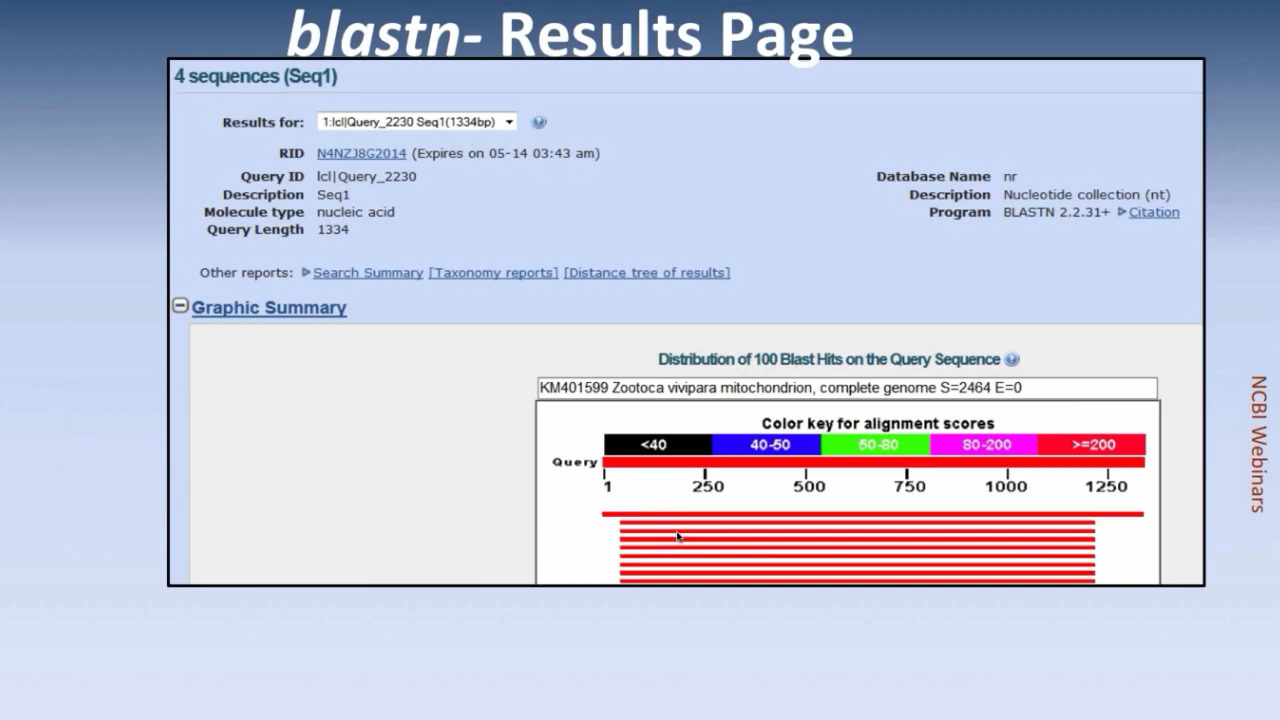 blastn- Results Page
4 sequences (Seq1)
Results for: 1:lcl|Query_2230 Seq1(1334bp)
RID N4NZJ8G2014 (Expires on 05-14 03:43 am)
Query ID lcl|Query_2230
Description Seq1
Molecule type nucleic acid
Query Length 1334
Database Name nr
Description Nucleotide collection (nt)
Program BLASTN 2.2.31+ Citation
Other reports: Search Summary [Taxonomy reports] [Distance tree of results]
Graphic Summary
Distribution of 100 Blast Hits on the Query Sequence
KM401599 Zootoca vivipara mitochondrion, complete genome S=2464 E=0
Color key for alignment scores
<40 40-50 50-80 80-200 >=200
Query
1 250 500 750 1000 1250
NCBI Webinars